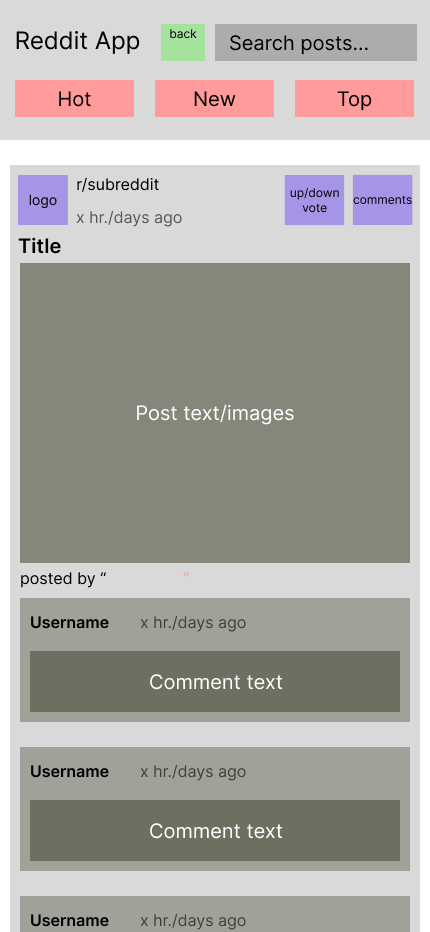 Reddit App
back
Search posts...
Hot
New
Top
logo
r/subreddit
x hr./days ago
up/down
vote
comments
Title
Post text/images
posted by “ ”
Username x hr./days ago
Comment text
Username x hr./days ago
Comment text
Username x hr./days ago